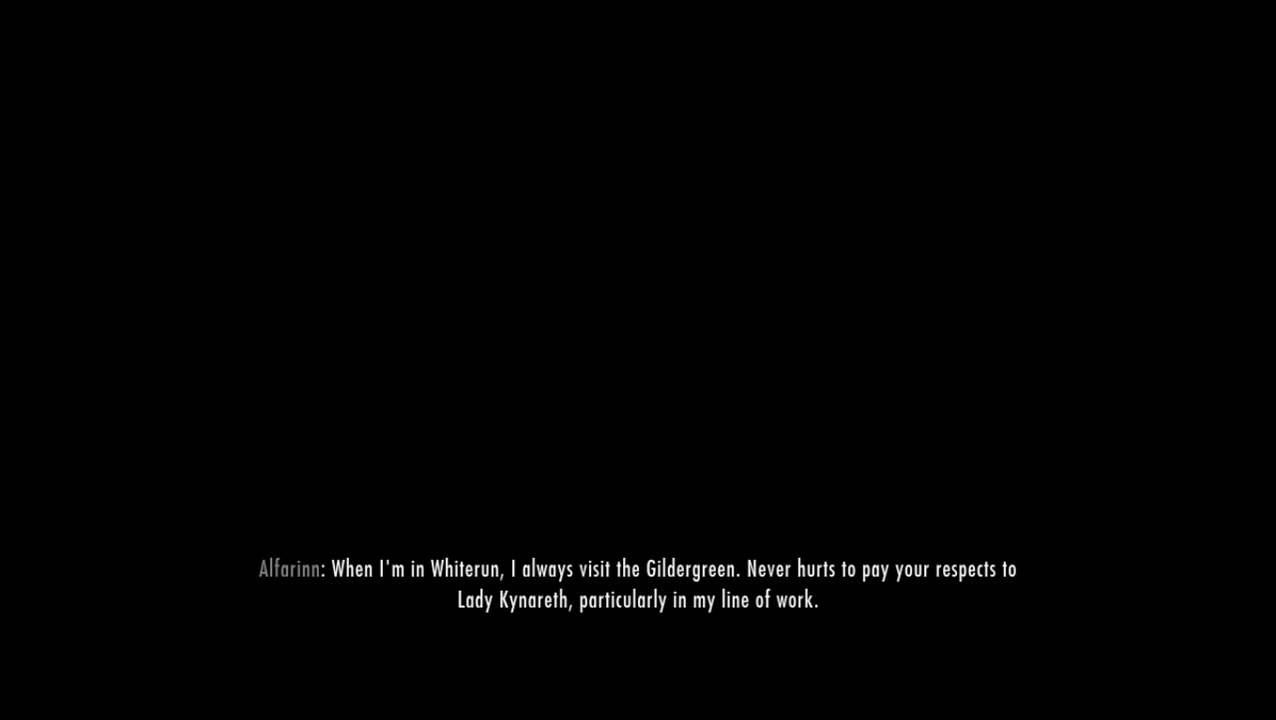 Alfarinn: When I'm in Whiterun, I always visit the Gildergreen. Never hurts to pay your respects to
Lady Kynareth, particularly in my line of work.